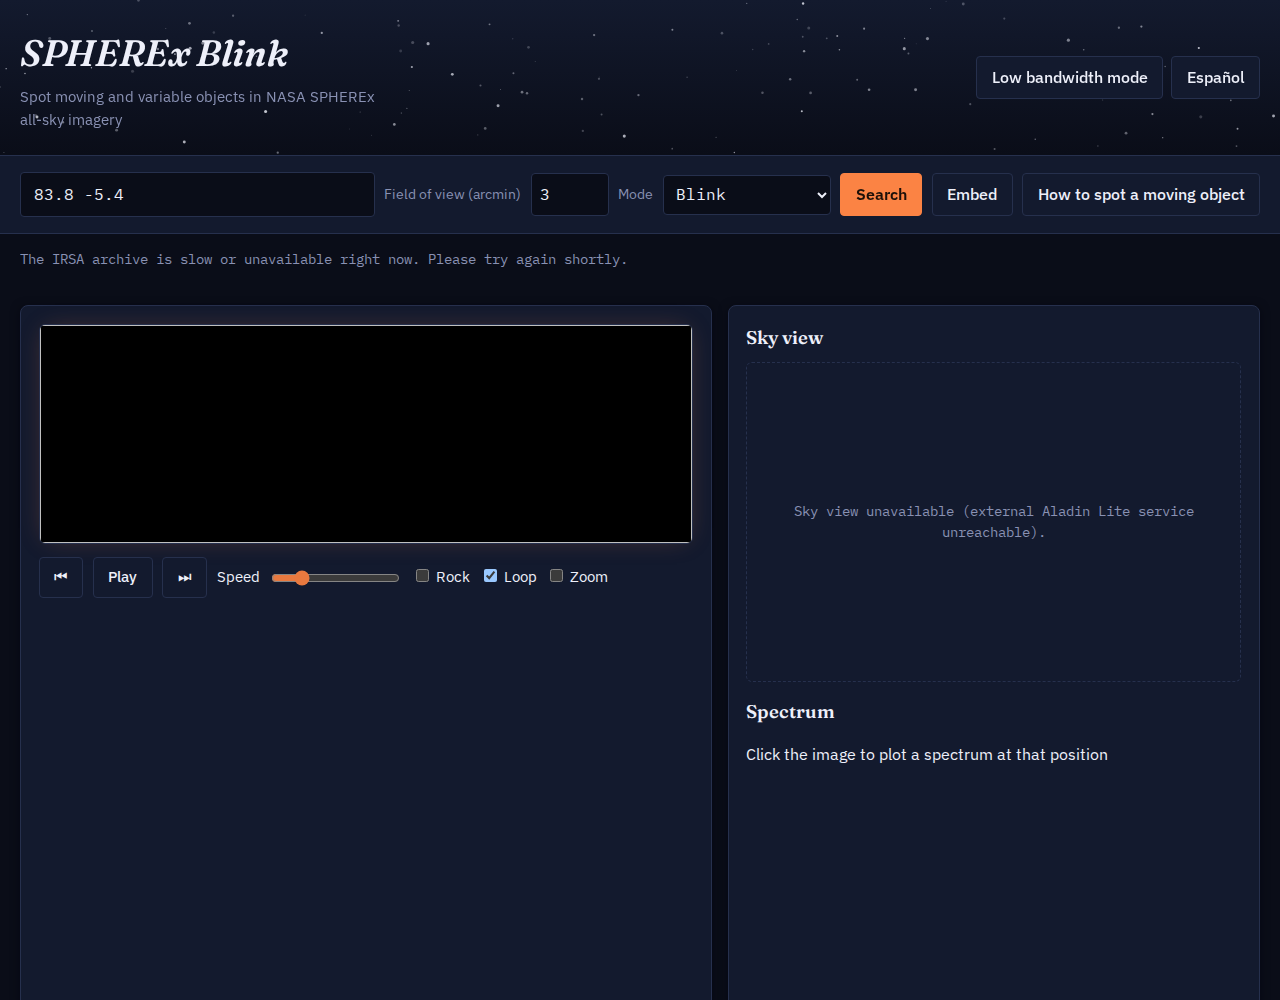 SPHEREx Blink
Spot moving and variable objects in NASA SPHEREx
all-sky imagery
Low bandwidth mode
Español
83.8 -5.4
Field of view (arcmin)
3
Mode
Blink
Search
Embed
How to spot a moving object
The IRSA archive is slow or unavailable right now. Please try again shortly.
Sky view
Sky view unavailable (external Aladin Lite service
unreachable).
Play
Speed
Rock
Loop
Zoom
Spectrum
Click the image to plot a spectrum at that position